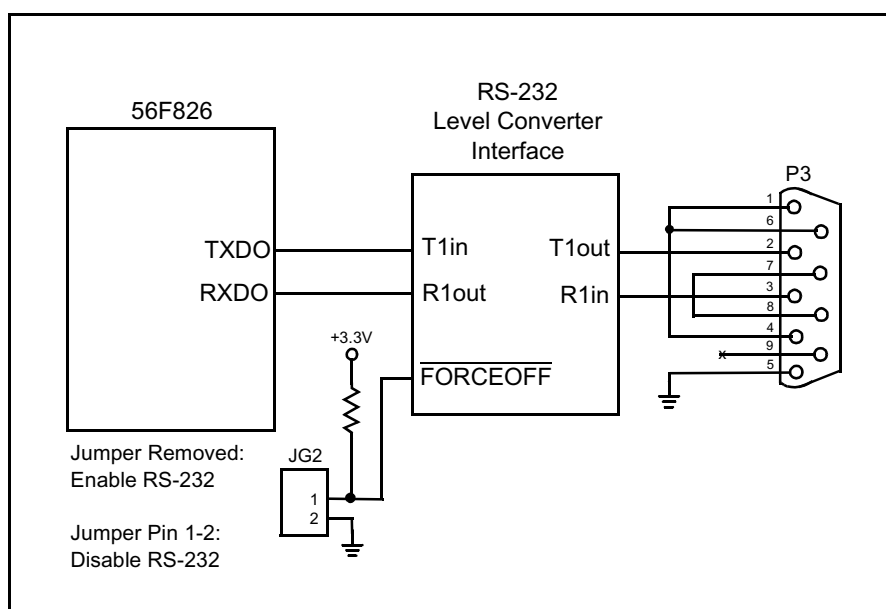 56F826
RS-232
Level Converter
Interface
P3
TXDO
RXDO
T1in
R1out
T1out
R1in
FORCEOFF
1
6
2
7
3
8
4
9
x
5
+3.3V
JG2
1
2
Jumper Removed:
Enable RS-232
Jumper Pin 1-2:
Disable RS-232